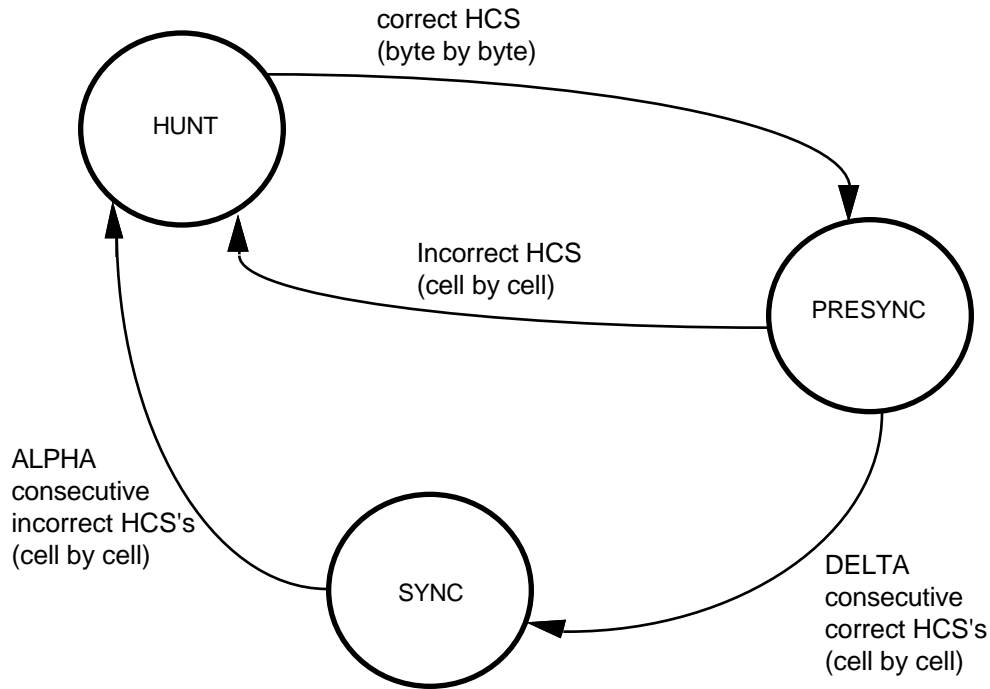 correct HCS
(byte by byte)
HUNT
Incorrect HCS
(cell by cell)
PRESYNC
ALPHA
consecutive
incorrect HCS's
(cell by cell)
SYNC
DELTA
consecutive
correct HCS's
(cell by cell)